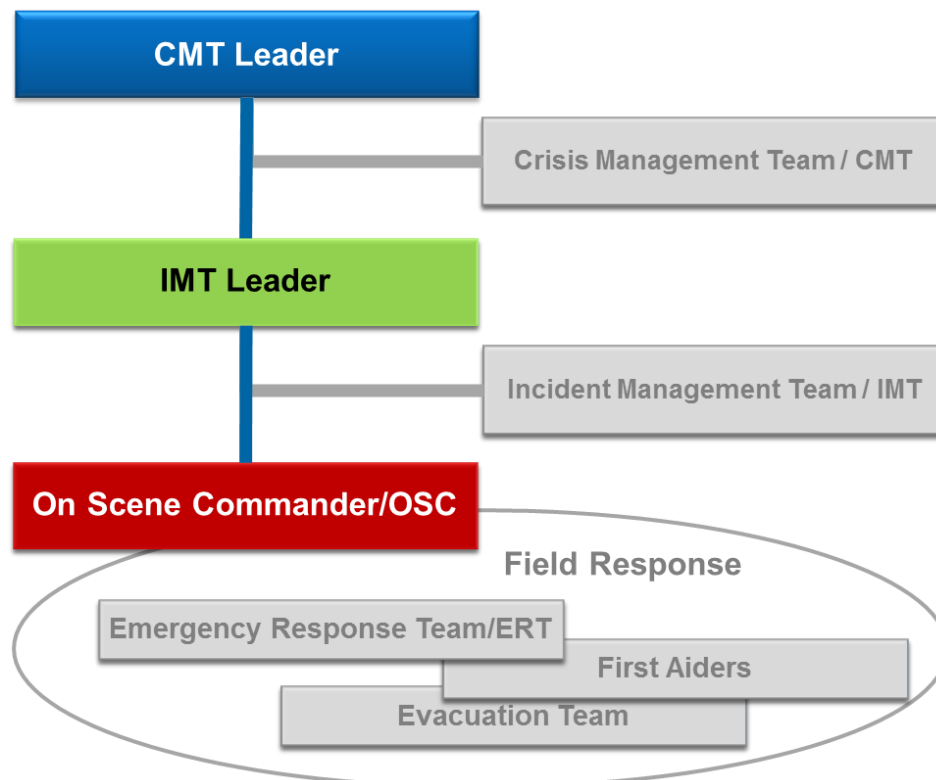 CMT Leader
Crisis Management Team / CMT
IMT Leader
Incident Management Team / IMT
On Scene Commander/OSC
Field Response
Emergency Response Team/ERT
First Aiders
Evacuation Team